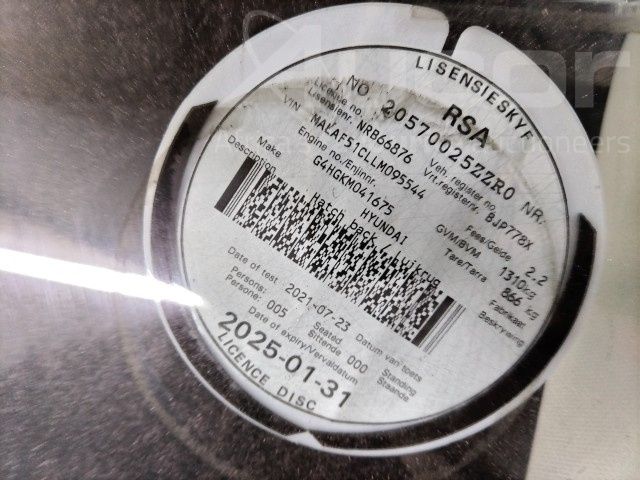 LISENSIESKYF
RSA
NO 20570025ZZR0 NR.
Licence no. NRB66876 Veh. register no. BJP778X
Lisensienr. Vrt.registernr.
VIN MALAF51CLLM095544 Fees/Gelde 2.2
Engine no./Enjinnr. GVM/BVM 1310kg
G4HGKM041675 Tare/Tarra 866 kg
Make HYUNDAI Fabrikaat
Description Hatch back / Luikrug Beskrywing
Date of test 2021-07-23 Datum van toets
Persons: 005 Seated 000 Standing
Persone: Sittende Staande
Date of expiry/Vervaldatum
2025-01-31
LICENCE DISC